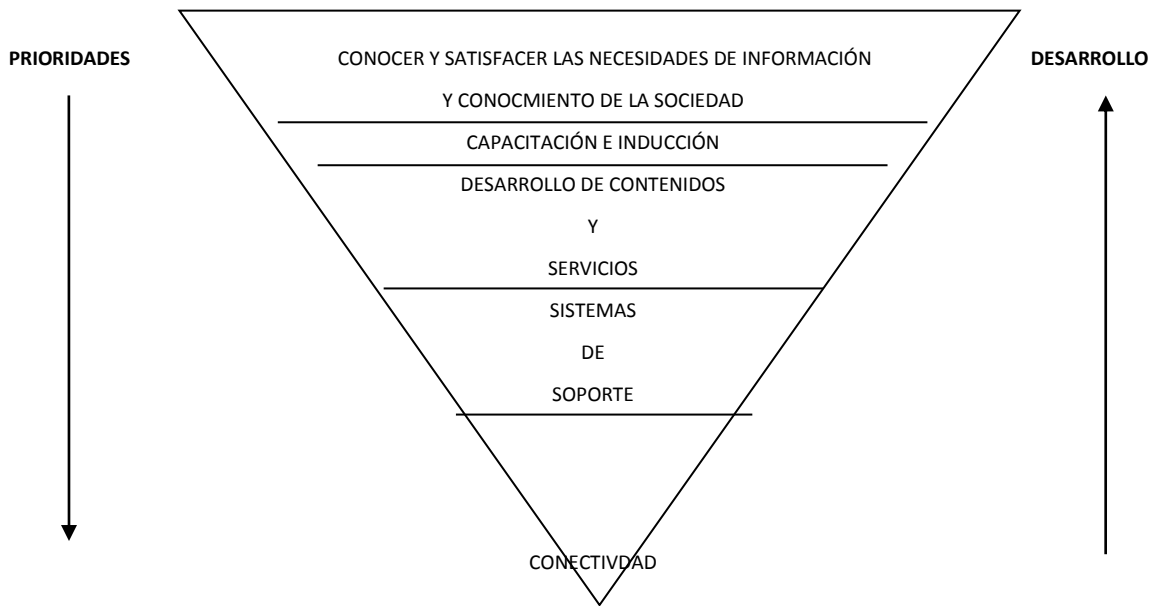 PRIORIDADES
CONOCER Y SATISFACER LAS NECESIDADES DE INFORMACIÓN
DESARROLLO
Y CONOCMIENTO DE LA SOCIEDAD
CAPACITACIÓN E INDUCCIÓN
DESARROLLO DE CONTENIDOS
Y
SERVICIOS
SISTEMAS
DE
SOPORTE
CONECTIVDAD